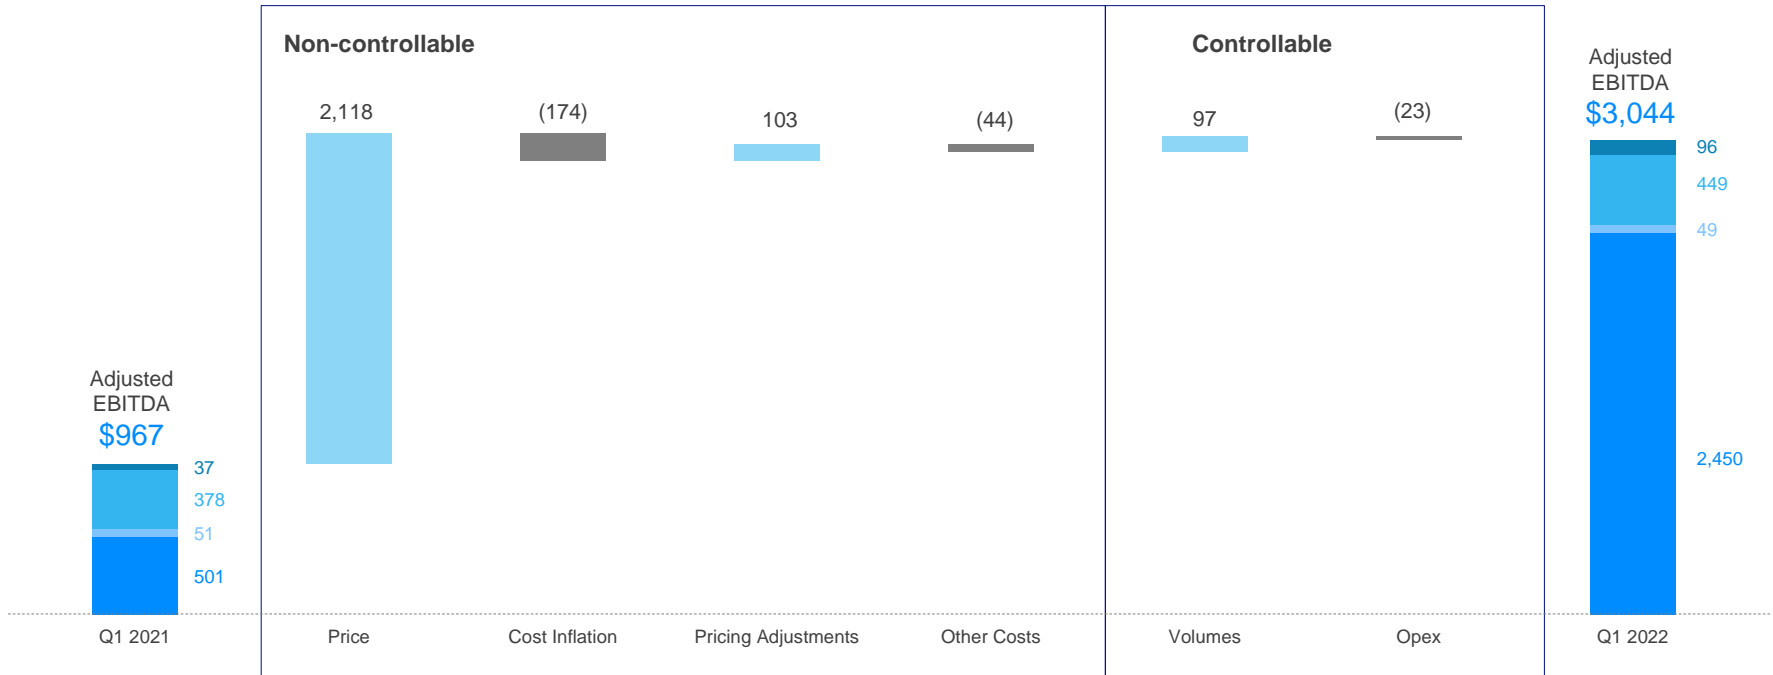 Non-controllable
Controllable
Adjusted
EBITDA
$3,044
2,118
(174)
103
(44)
97
(23)
96
449
49
2,450
Adjusted
EBITDA
$967
37
378
51
501
Q1 2021
Price
Cost Inflation
Pricing Adjustments
Other Costs
Volumes
Opex
Q1 2022